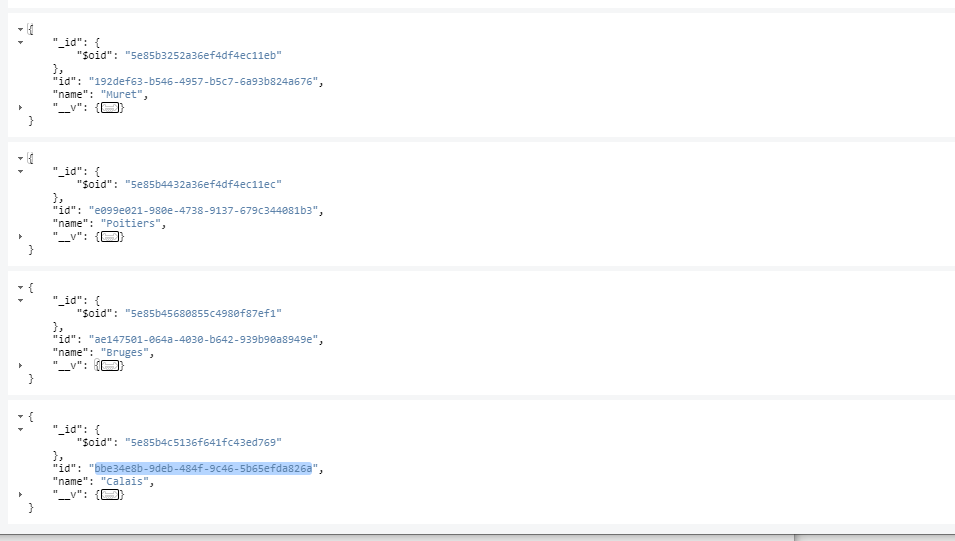 {
"_id": {
"$oid": "5e85b3252a36ef4df4ec11eb"
},
"id": "192def63-b546-4957-b5c7-6a93b824a676",
"name": "Muret",
"__v": {}
}
{
"_id": {
"$oid": "5e85b4432a36ef4df4ec11ec"
},
"id": "e099e021-980e-4738-9137-679c344081b3",
"name": "Poitiers",
"__v": {}
}
{
"_id": {
"$oid": "5e85b45680855c4980f87ef1"
},
"id": "ae147501-064a-4030-b642-939b90a8949e",
"name": "Bruges",
"__v": {}
}
{
"_id": {
"$oid": "5e85b4c5136f641fc43ed769"
},
"id": "bbe34e8b-9deb-484f-9c46-5b65efda826a",
"name": "Calais",
"__v": {}
}